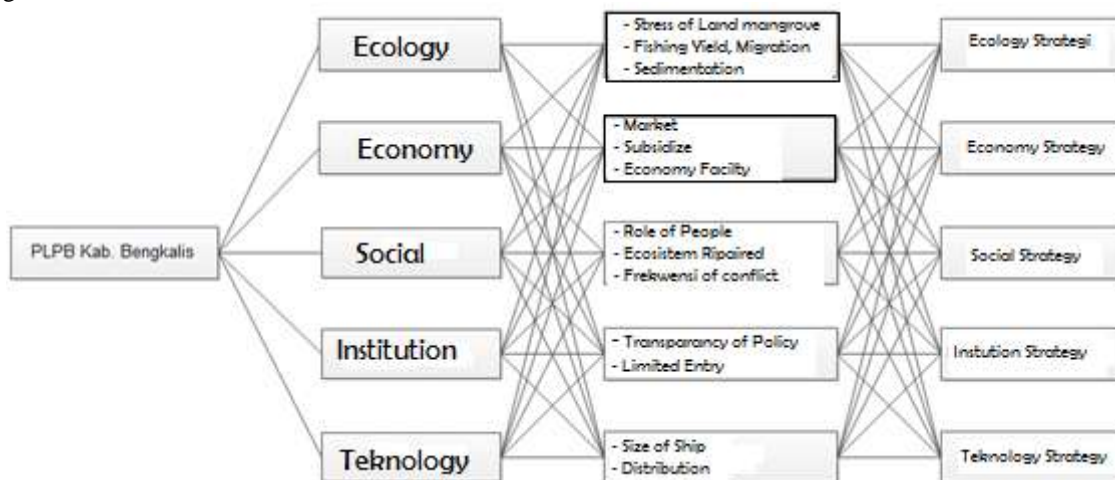 PLPB Kab. Bengkalis
Ecology
Economy
Social
Institution
Teknology
- Stress of Land mangrove
- Fishing Yield, Migration
- Sedimentation
- Market
- Subsidize
- Economy Facilty
- Role of People
- Ecosistem Ripaired
- Frekwensi of conflict
- Transparancy of Policy
- Limited Entry
- Size of Ship
- Distribution
Ecology Strategi
Economy Strategy
Social Strategy
Instution Strategy
Teknology Strategy